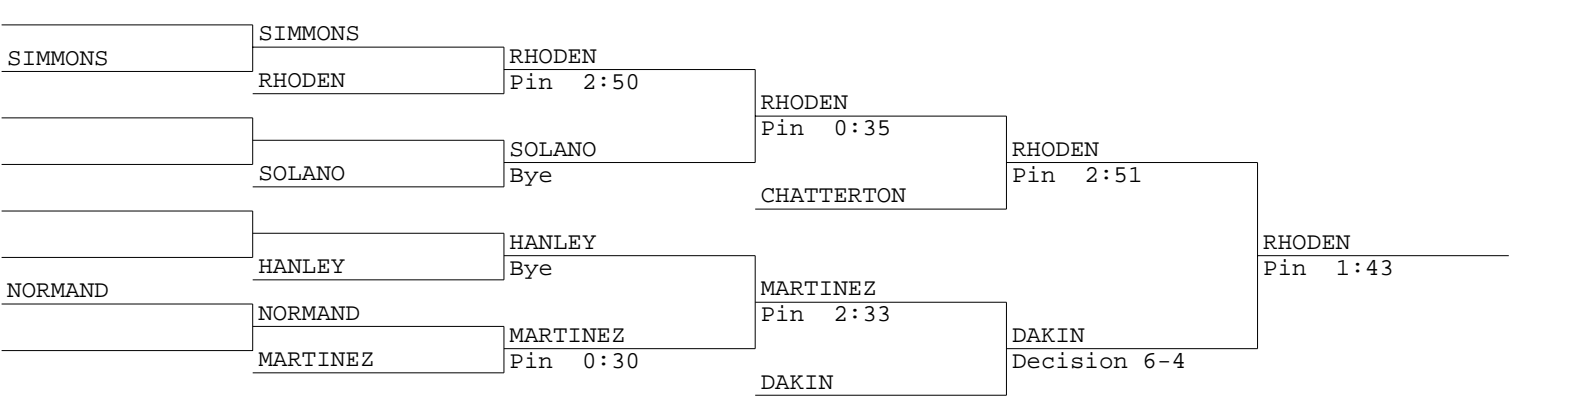 SIMMONS
SIMMONS
RHODEN
RHODEN
Pin 2:50
RHODEN
Pin 0:35
SOLANO
SOLANO
Bye
RHODEN
Pin 2:51
CHATTERTON
HANLEY
HANLEY
Bye
RHODEN
Pin 1:43
NORMAND
NORMAND
MARTINEZ
MARTINEZ
Pin 0:30
MARTINEZ
Pin 2:33
DAKIN
Decision 6-4
DAKIN